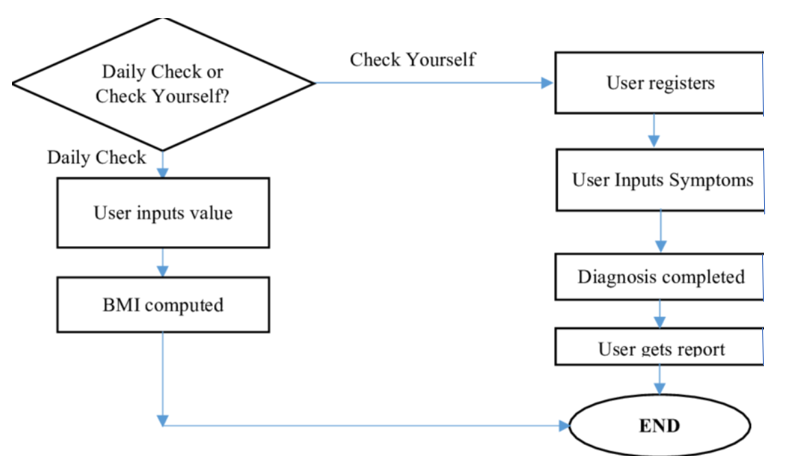 Daily Check or
Check Yourself?
Check Yourself
User registers
Daily Check
User Inputs Symptoms
User inputs value
Diagnosis completed
BMI computed
User gets report
END